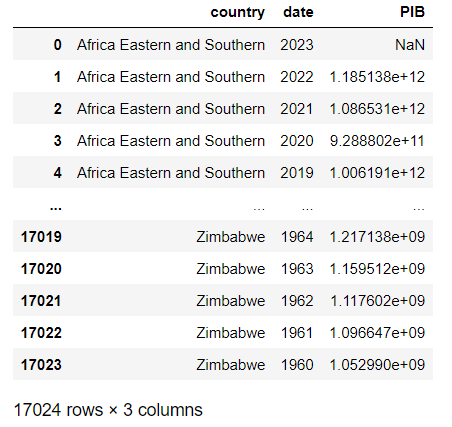 country date PIB
0 Africa Eastern and Southern 2023 NaN
1 Africa Eastern and Southern 2022 1.185138e+12
2 Africa Eastern and Southern 2021 1.086531e+12
3 Africa Eastern and Southern 2020 9.288802e+11
4 Africa Eastern and Southern 2019 1.006191e+12
... ... ... ...
17019 Zimbabwe 1964 1.217138e+09
17020 Zimbabwe 1963 1.159512e+09
17021 Zimbabwe 1962 1.117602e+09
17022 Zimbabwe 1961 1.096647e+09
17023 Zimbabwe 1960 1.052990e+09
17024 rows × 3 columns